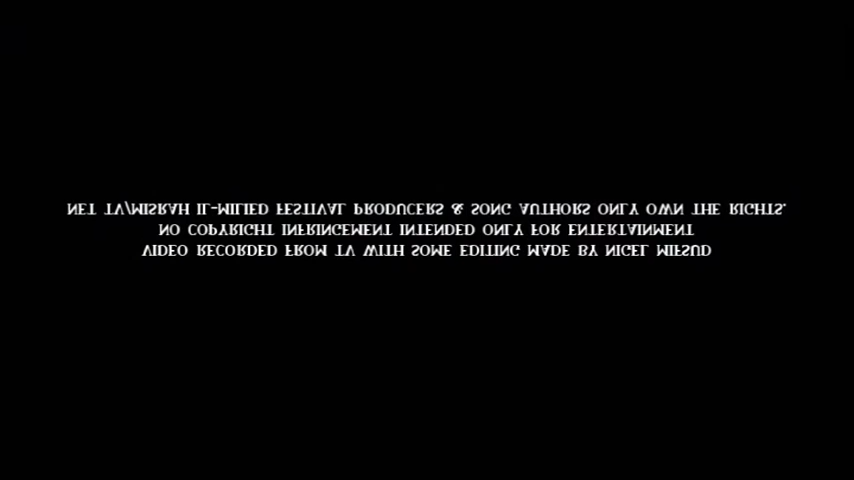 VIDEO RECORDED FROM TV WITH SOME EDITING MADE BY NIGEL MIFSUD
NO COPYRIGHT INFRINGEMENT INTENDED ONLY FOR ENTERTAINMENT
NET TV/MISRAH IL-MILIED FESTIVAL PRODUCERS & SONG AUTHORS ONLY OWN THE RIGHTS.